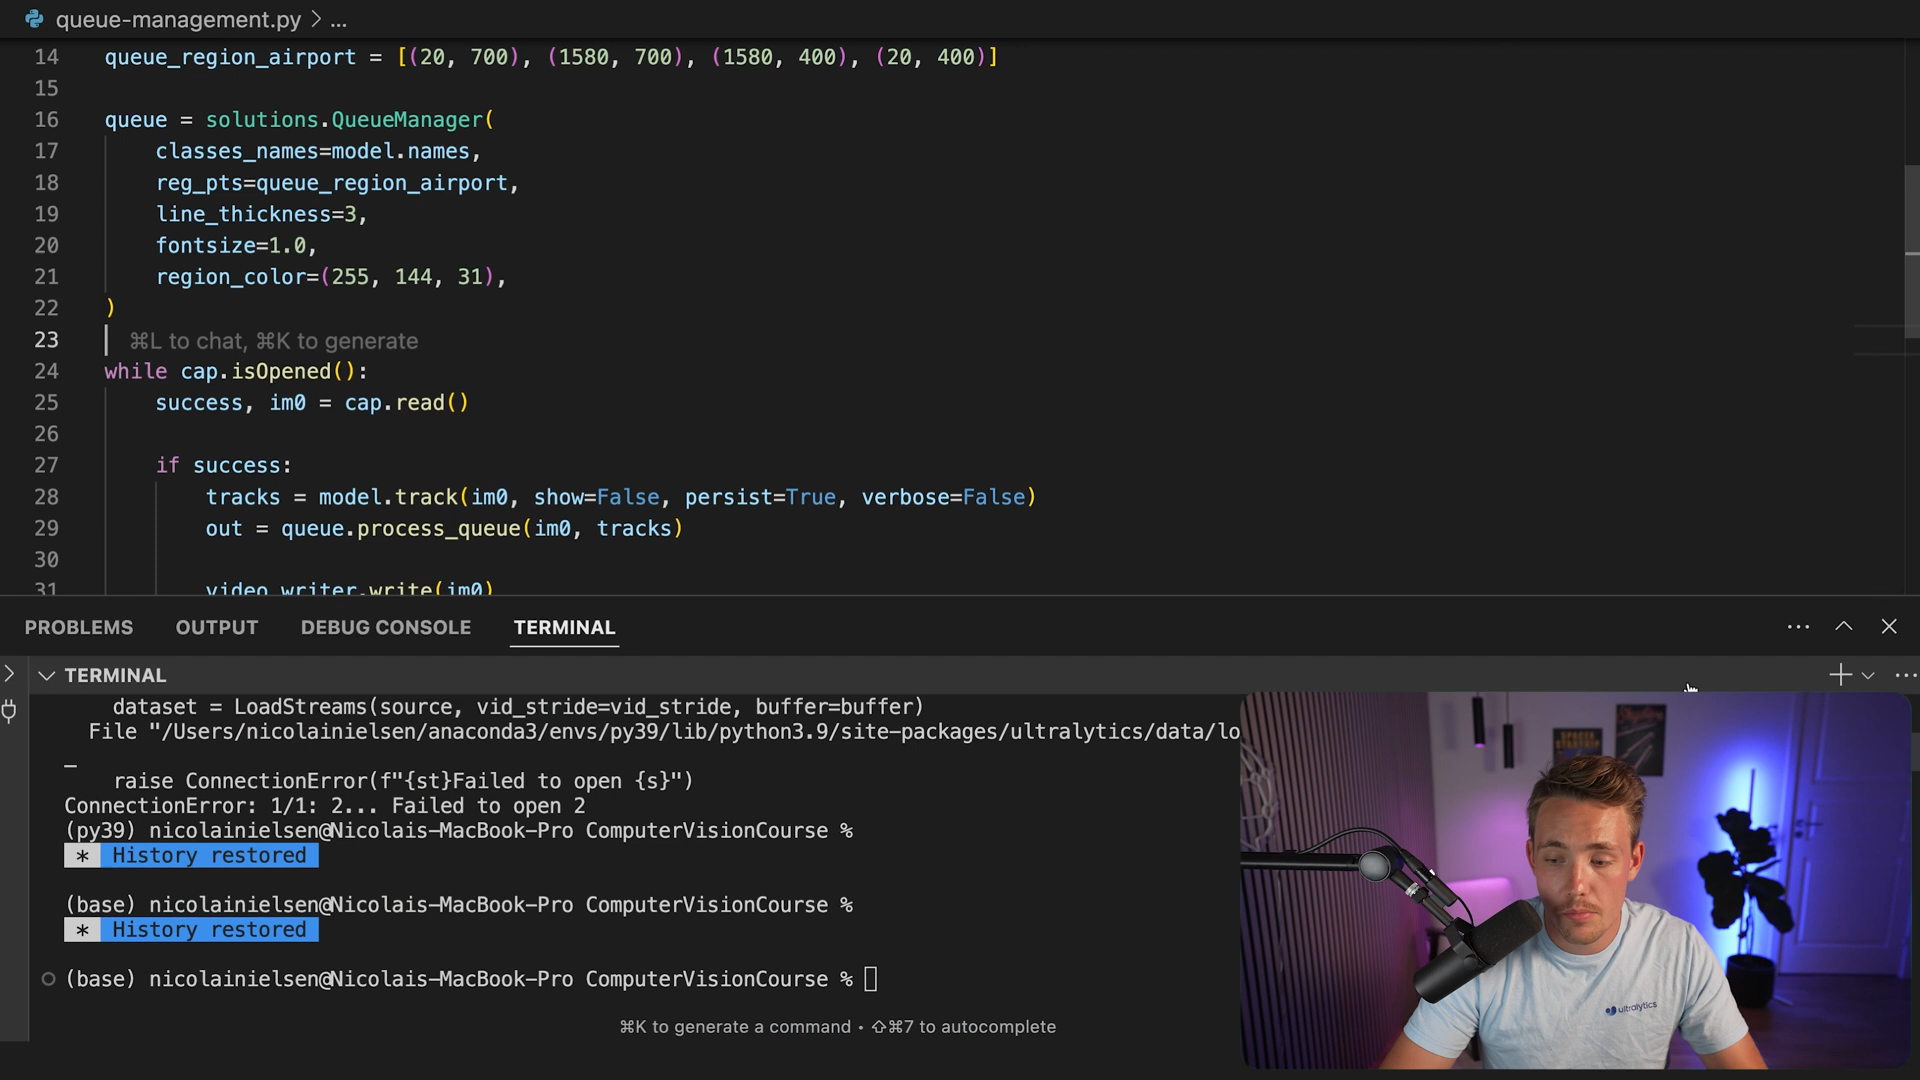 queue-management.py > ...
14 queue_region_airport = [(20, 700), (1580, 700), (1580, 400), (20, 400)]
15
16 queue = solutions.QueueManager(
17 classes_names=model.names,
18 reg_pts=queue_region_airport,
19 line_thickness=3,
20 fontsize=1.0,
21 region_color=(255, 144, 31),
22 )
23 ⌘L to chat, ⌘K to generate
24 while cap.isOpened():
25 success, im0 = cap.read()
26
27 if success:
28 tracks = model.track(im0, show=False, persist=True, verbose=False)
29 out = queue.process_queue(im0, tracks)
30
31 video_writer.write(im0)
PROBLEMS OUTPUT DEBUG CONSOLE TERMINAL
TERMINAL
dataset = LoadStreams(source, vid_stride=vid_stride, buffer=buffer)
File "/Users/nicolainielsen/anaconda3/envs/py39/lib/python3.9/site-packages/ultralytics/data/lo
_
raise ConnectionError(f"{st}Failed to open {s}")
ConnectionError: 1/1: 2... Failed to open 2
(py39) nicolainielsen@Nicolais-MacBook-Pro ComputerVisionCourse %
* History restored
(base) nicolainielsen@Nicolais-MacBook-Pro ComputerVisionCourse %
* History restored
(base) nicolainielsen@Nicolais-MacBook-Pro ComputerVisionCourse %
⌘K to generate a command • ⇧⌘7 to autocomplete
ultralytics